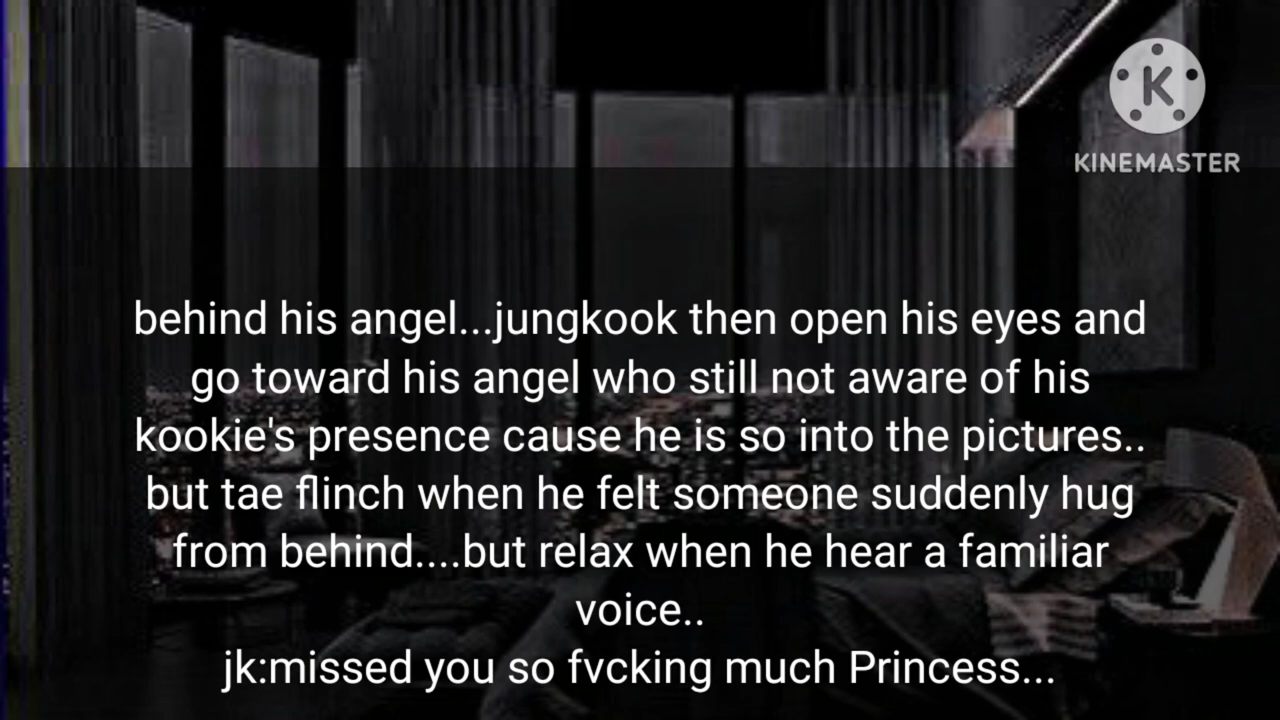 K
KINEMASTER
behind his angel...jungkook then open his eyes and
go toward his angel who still not aware of his
kookie's presence cause he is so into the pictures..
but tae flinch when he felt someone suddenly hug
from behind....but relax when he hear a familiar
voice..
jk:missed you so fvcking much Princess...